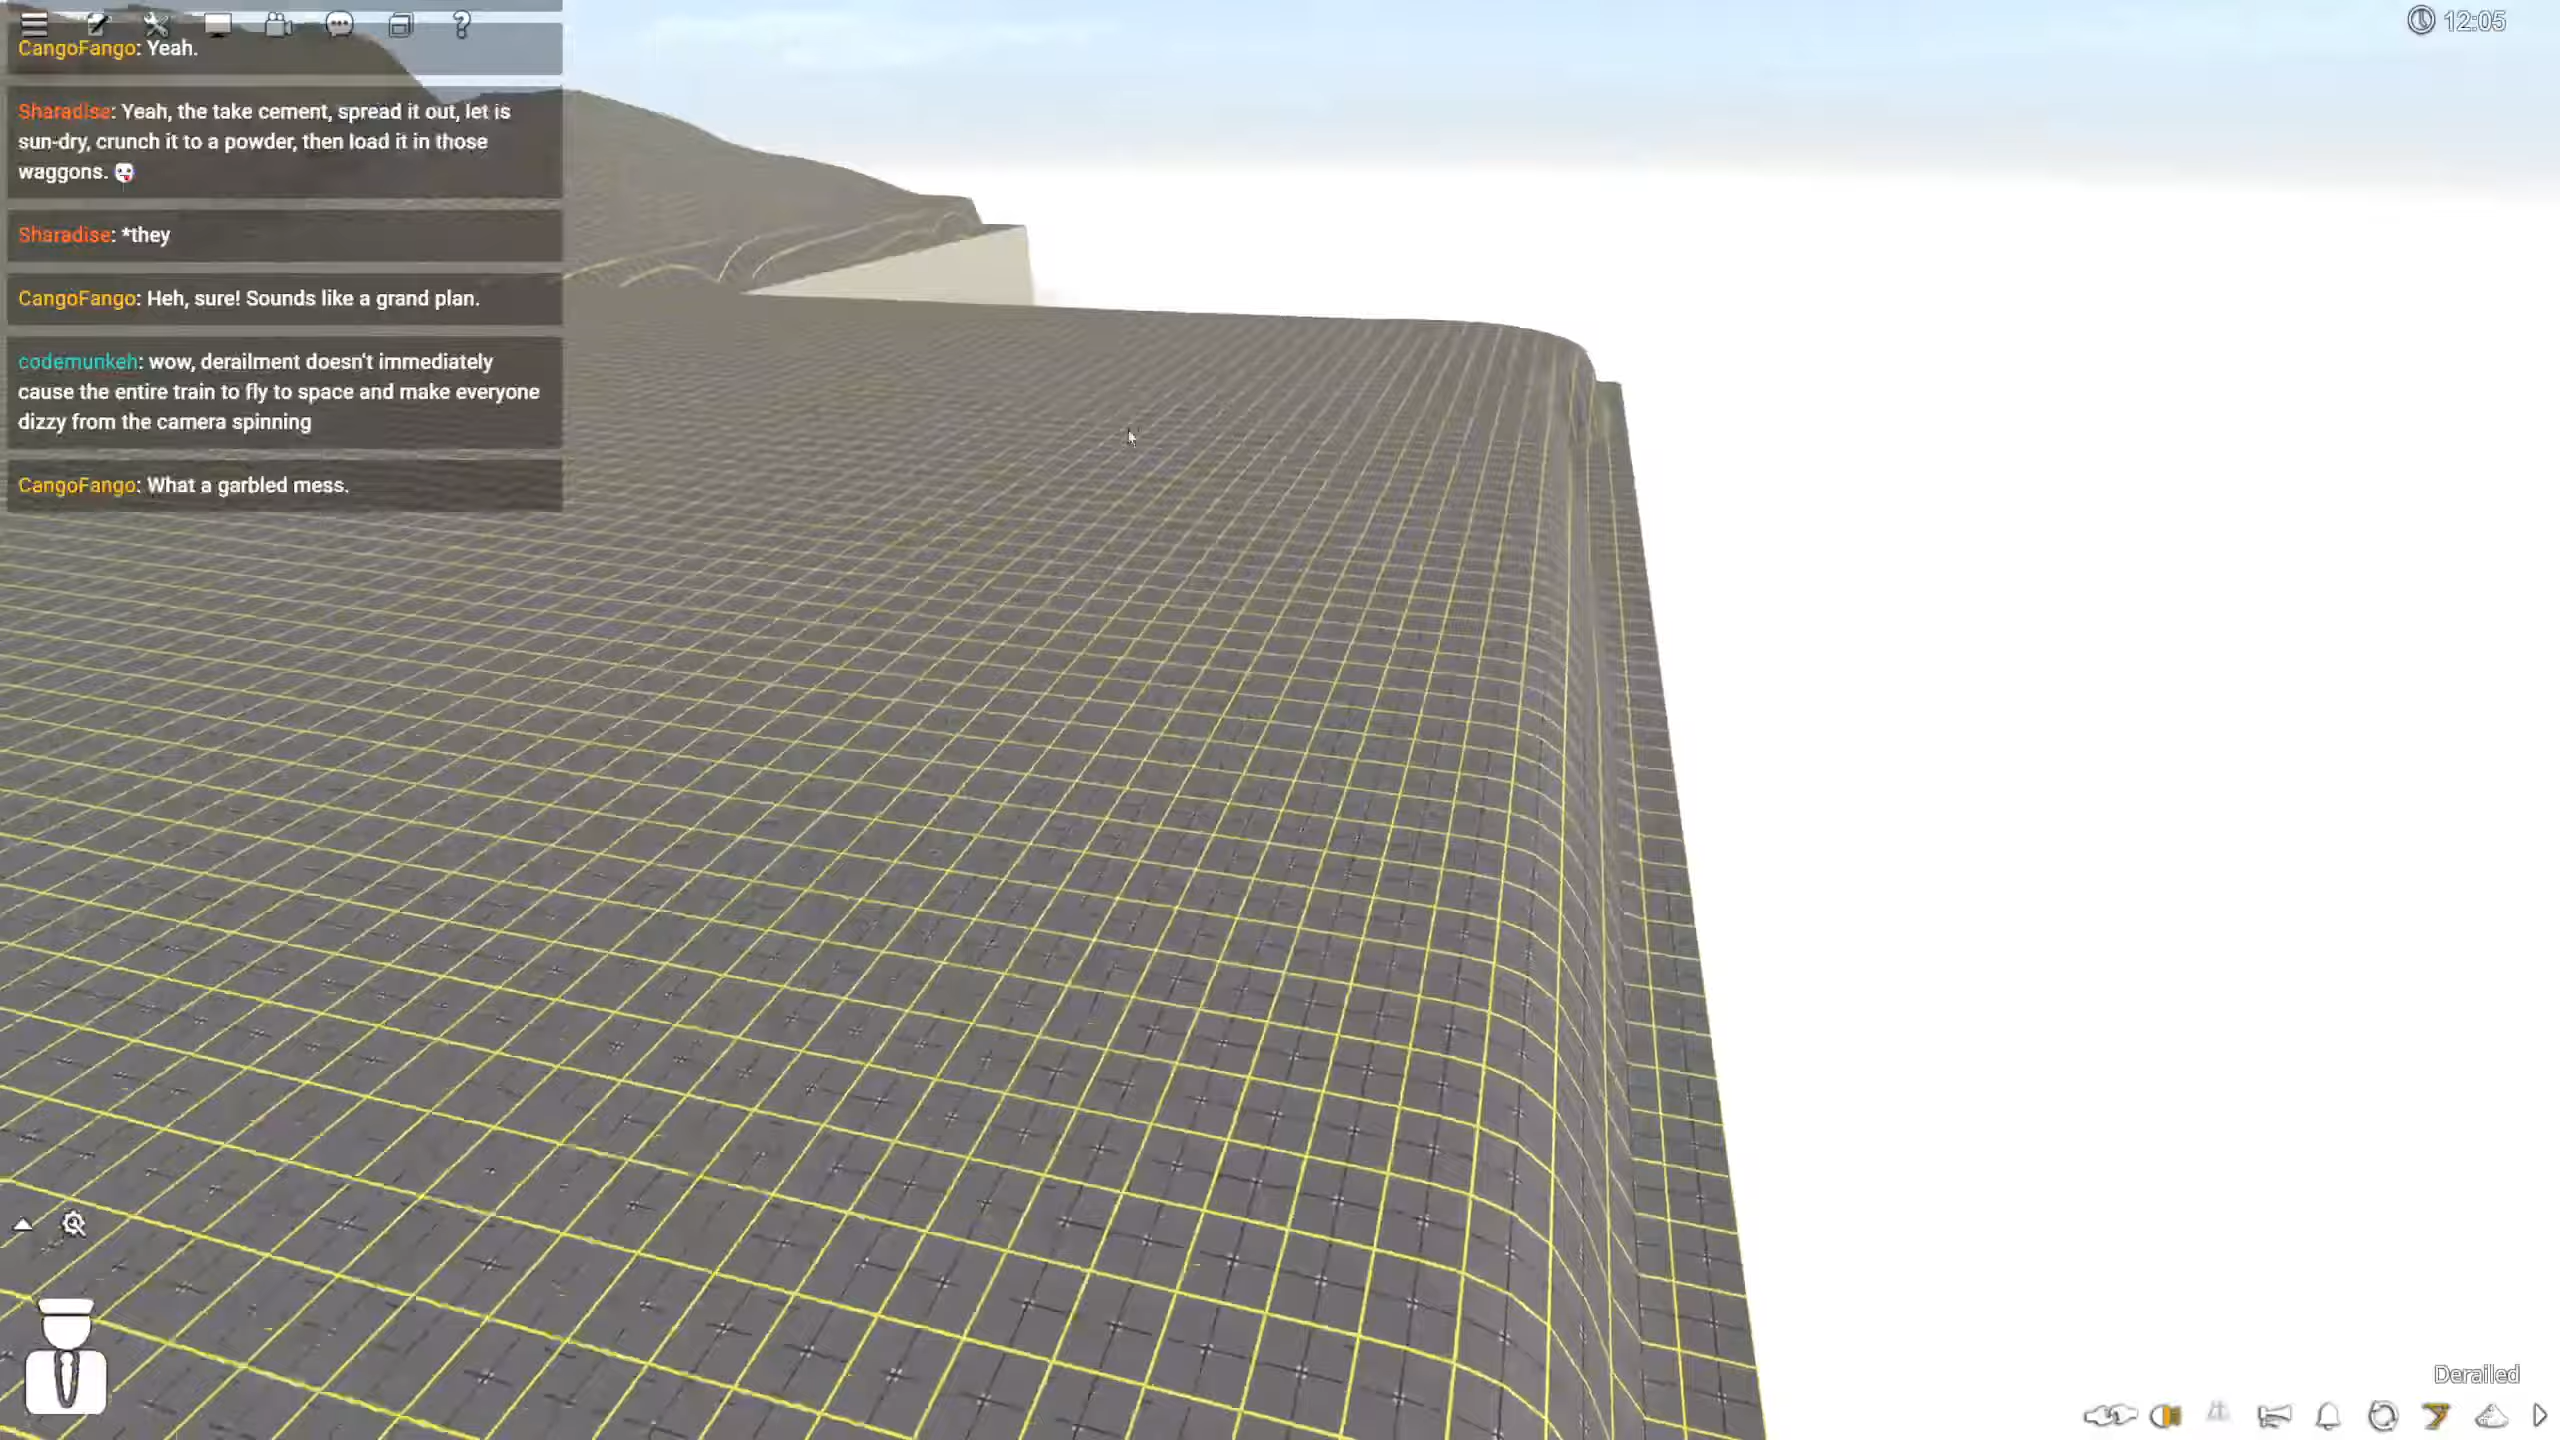 12:05
CangoFango: Yeah.
Sharadise: Yeah, the take cement, spread it out, let is
sun-dry, crunch it to a powder, then load it in those
waggons.
Sharadise: *they
CangoFango: Heh, sure! Sounds like a grand plan.
codemunkeh: wow, derailment doesn't immediately
cause the entire train to fly to space and make everyone
dizzy from the camera spinning
CangoFango: What a garbled mess.
Derailed